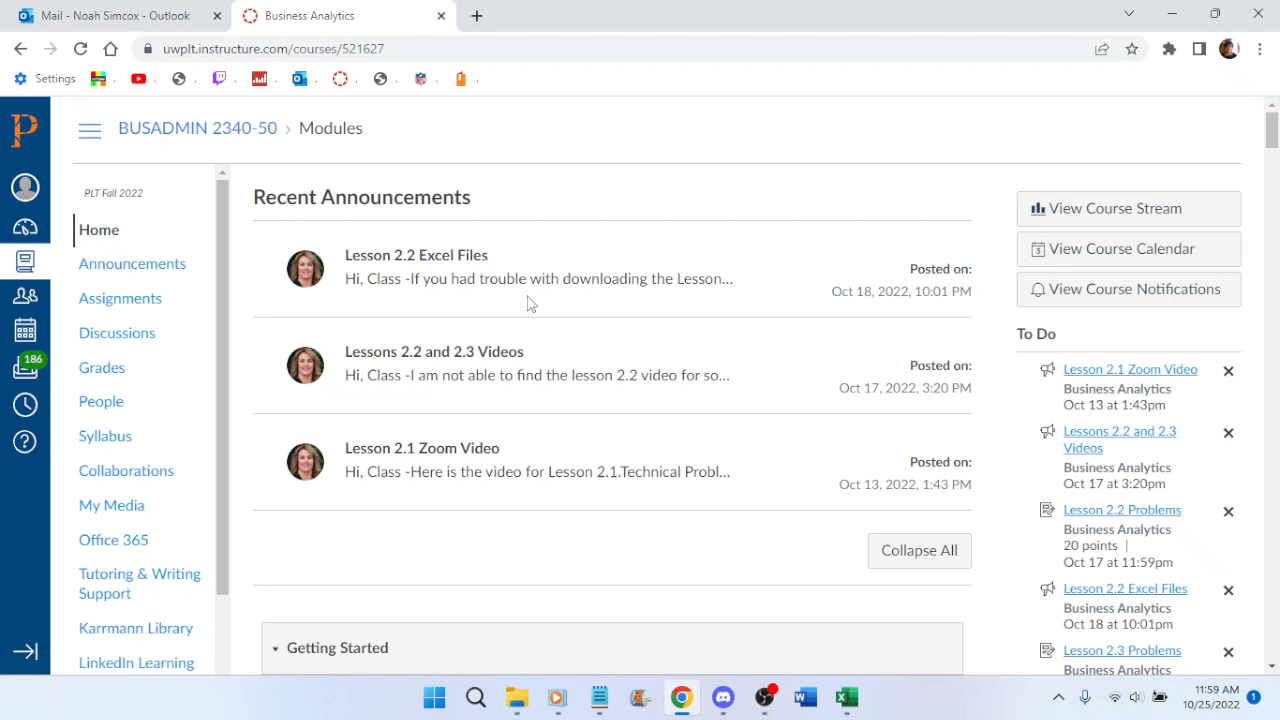 Mail - Noah Simcox - Outlook
Business Analytics
uwplt.instructure.com/courses/521627
Settings
BUSADMIN 2340-50 › Modules
PLT Fall 2022
Home
Announcements
Assignments
Discussions
Grades
People
Syllabus
Collaborations
My Media
Office 365
Tutoring & Writing
Support
Karrmann Library
LinkedIn Learning
186
Recent Announcements
Lesson 2.2 Excel Files
Hi, Class -If you had trouble with downloading the Lesson...
Posted on:
Oct 18, 2022, 10:01 PM
Lessons 2.2 and 2.3 Videos
Hi, Class -I am not able to find the lesson 2.2 video for so...
Posted on:
Oct 17, 2022, 3:20 PM
Lesson 2.1 Zoom Video
Hi, Class -Here is the video for Lesson 2.1.Technical Probl...
Posted on:
Oct 13, 2022, 1:43 PM
Collapse All
Getting Started
View Course Stream
View Course Calendar
View Course Notifications
To Do
Lesson 2.1 Zoom Video
Business Analytics
Oct 13 at 1:43pm
Lessons 2.2 and 2.3
Videos
Business Analytics
Oct 17 at 3:20pm
Lesson 2.2 Problems
Business Analytics
20 points |
Oct 17 at 11:59pm
Lesson 2.2 Excel Files
Business Analytics
Oct 18 at 10:01pm
Lesson 2.3 Problems
Business Analytics
11:59 AM
10/25/2022
1